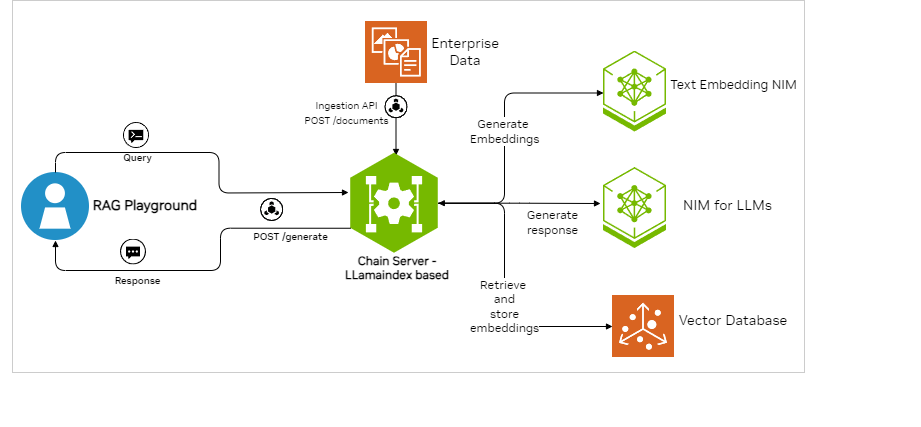 Enterprise
Data
Ingestion API
POST /documents
Text Embedding NIM
Generate
Embeddings
Query
RAG Playground
POST /generate
Response
Chain Server -
LLamaindex based
NIM for LLMs
Generate
response
Retrieve
and
store
embeddings
Vector Database